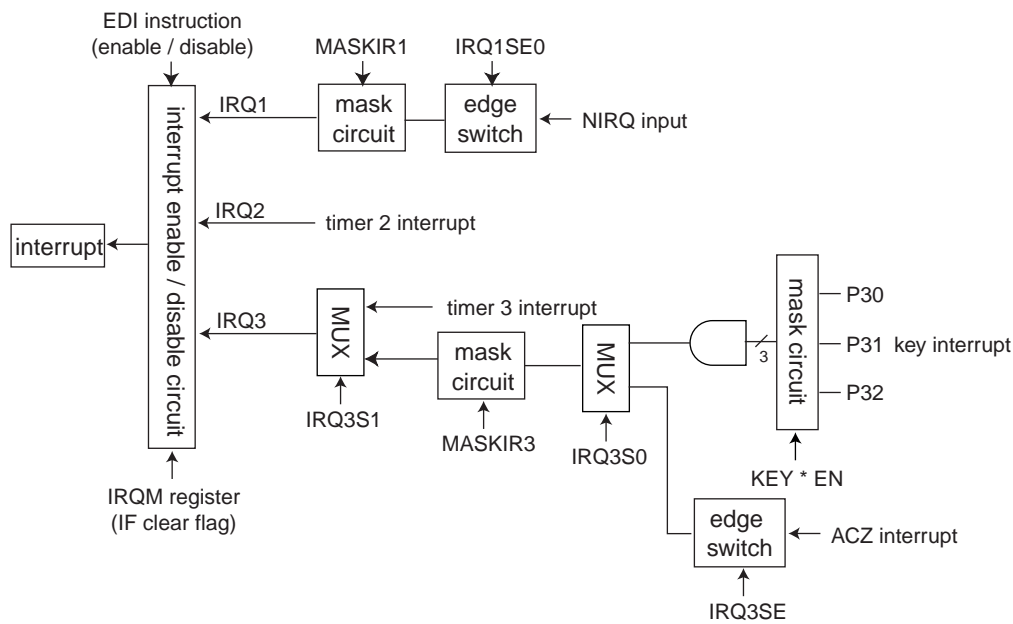 EDI instruction
(enable / disable)
MASKIR1
IRQ1SE0
IRQ1
mask
circuit
edge
switch
NIRQ input
interrupt enable /
disable circuit
IRQ2
timer 2 interrupt
interrupt
IRQ3
MUX
timer 3 interrupt
mask
circuit
MUX
3
mask circuit
P30
P31 key interrupt
P32
IRQ3S1
MASKIR3
IRQ3S0
KEY * EN
IRQM register
(IF clear flag)
edge
switch
ACZ interrupt
IRQ3SE